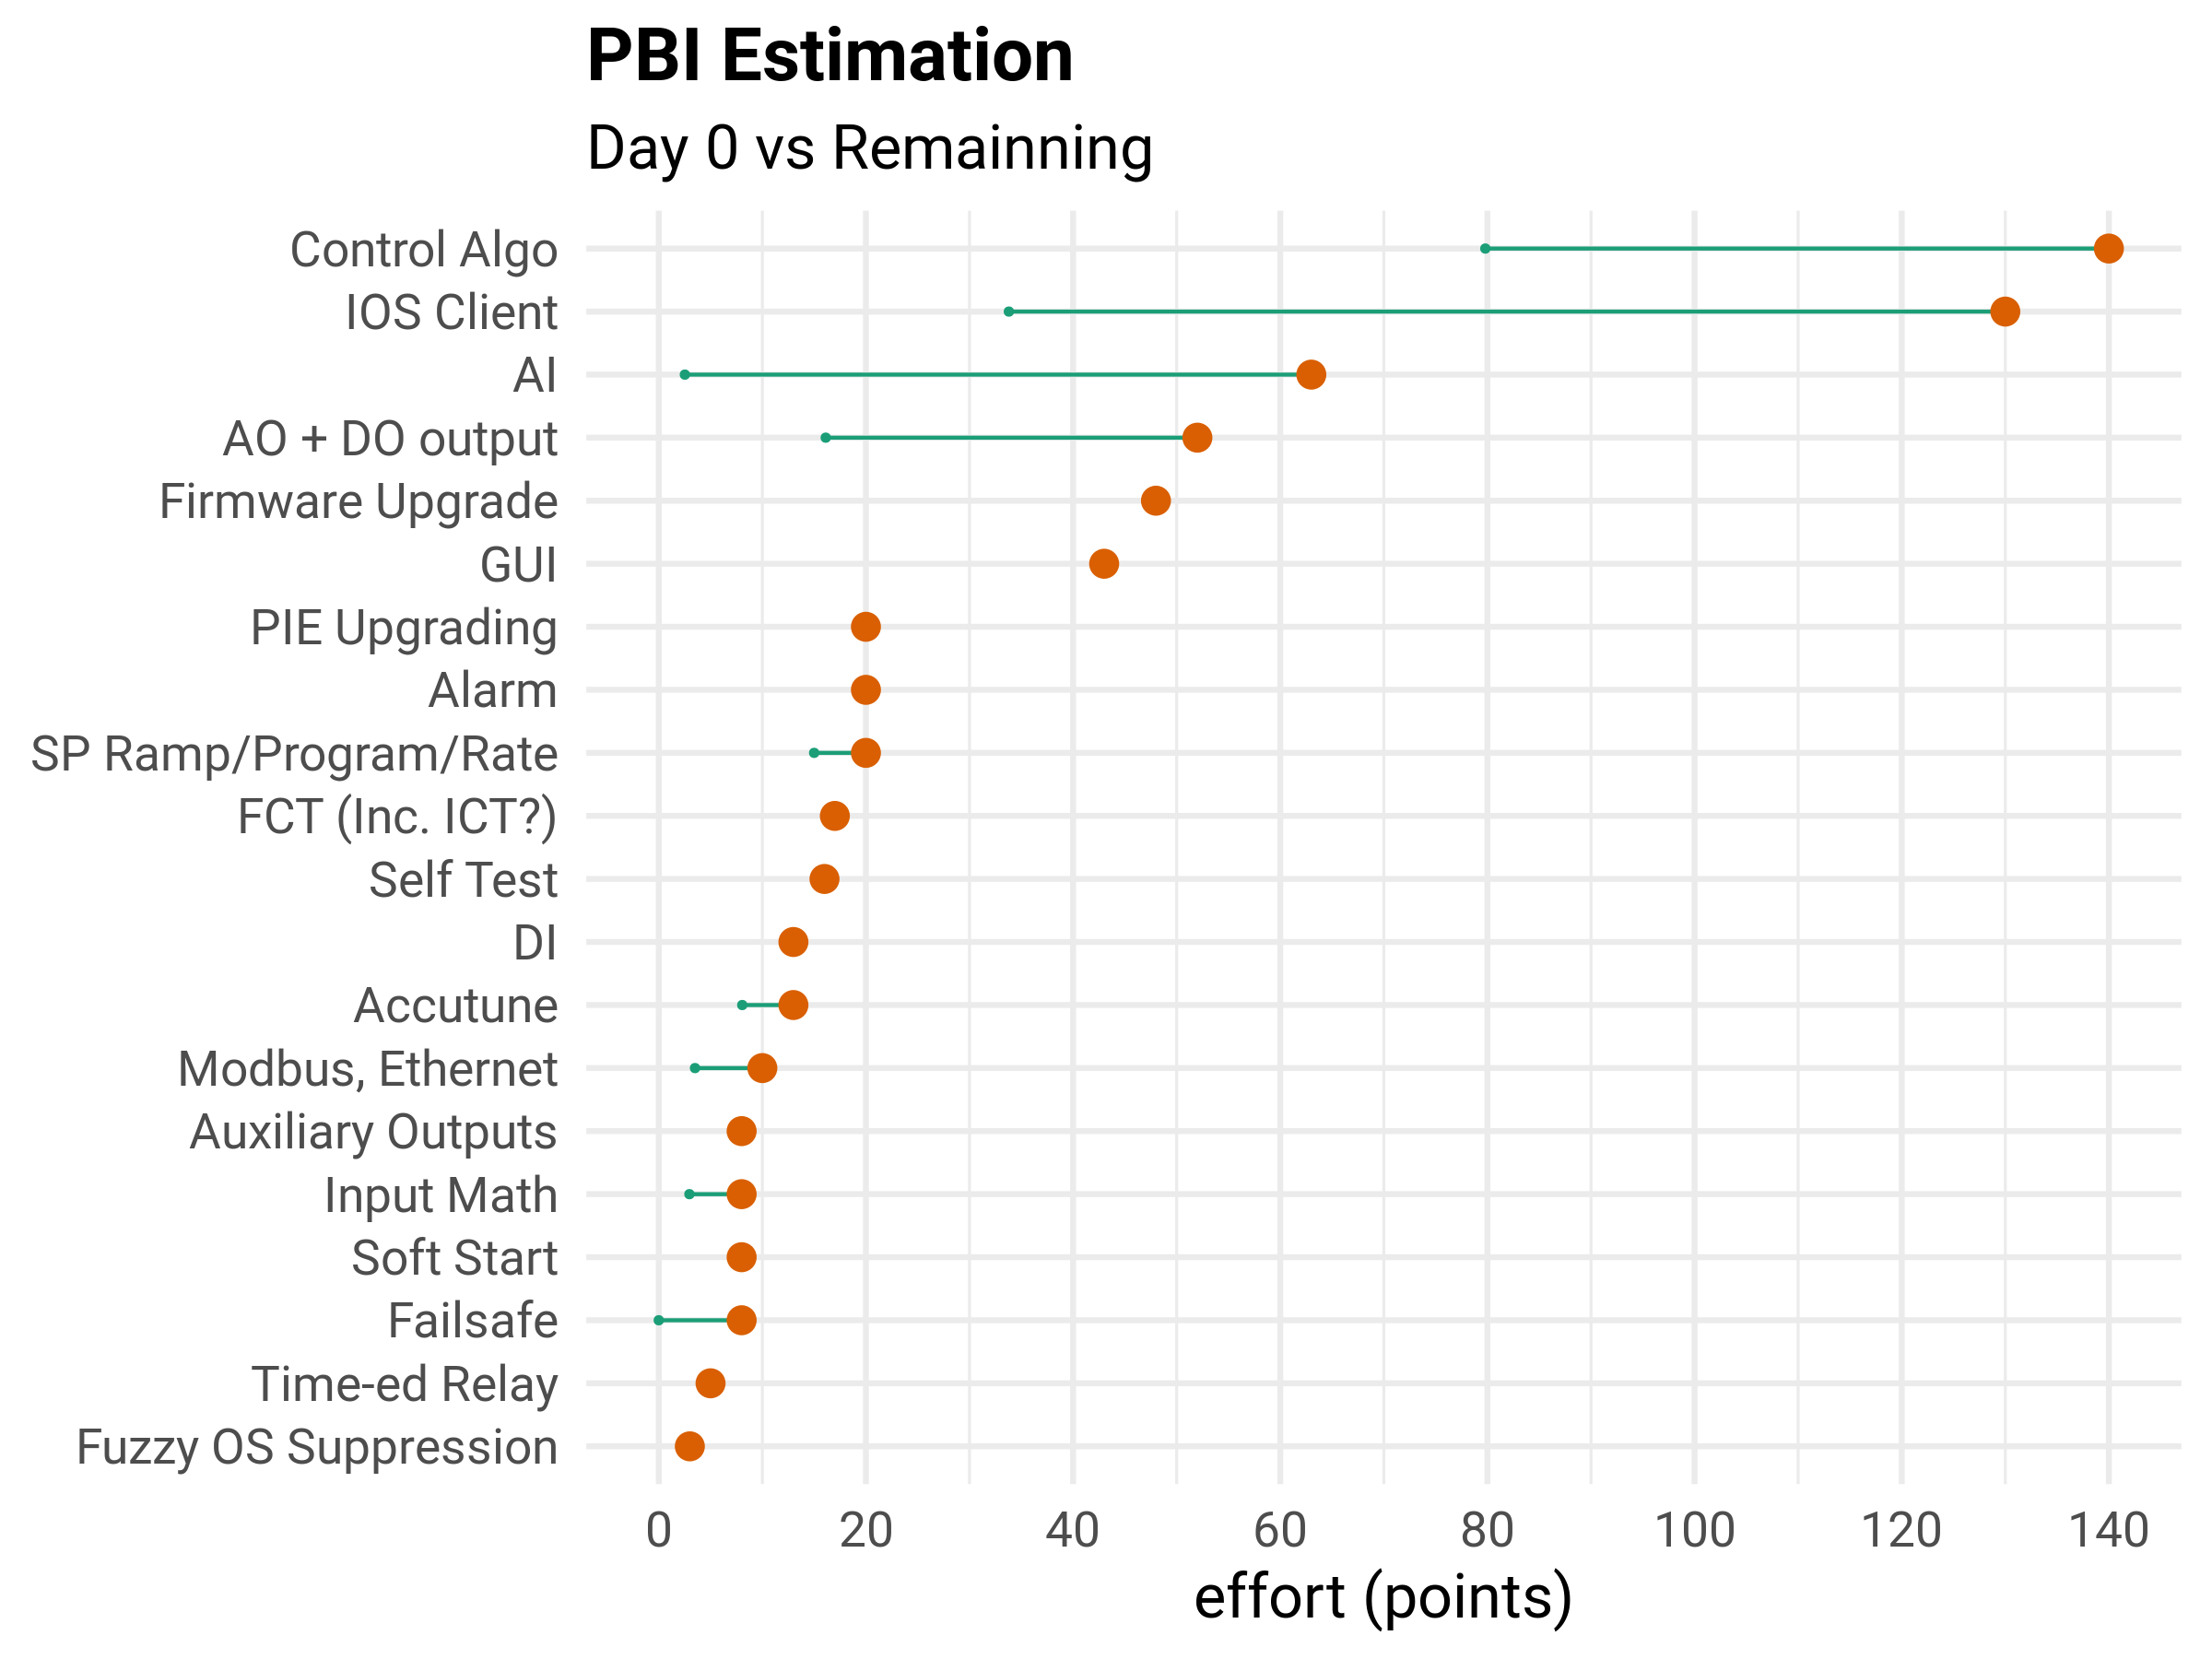 PBI Estimation
Day 0 vs Remainning
Control Algo
IOS Client
AI
AO + DO output
Firmware Upgrade
GUI
PIE Upgrading
Alarm
SP Ramp/Program/Rate
FCT (Inc. ICT?)
Self Test
DI
Accutune
Modbus, Ethernet
Auxiliary Outputs
Input Math
Soft Start
Failsafe
Time-ed Relay
Fuzzy OS Suppression
0 20 40 60 80 100 120 140
effort (points)